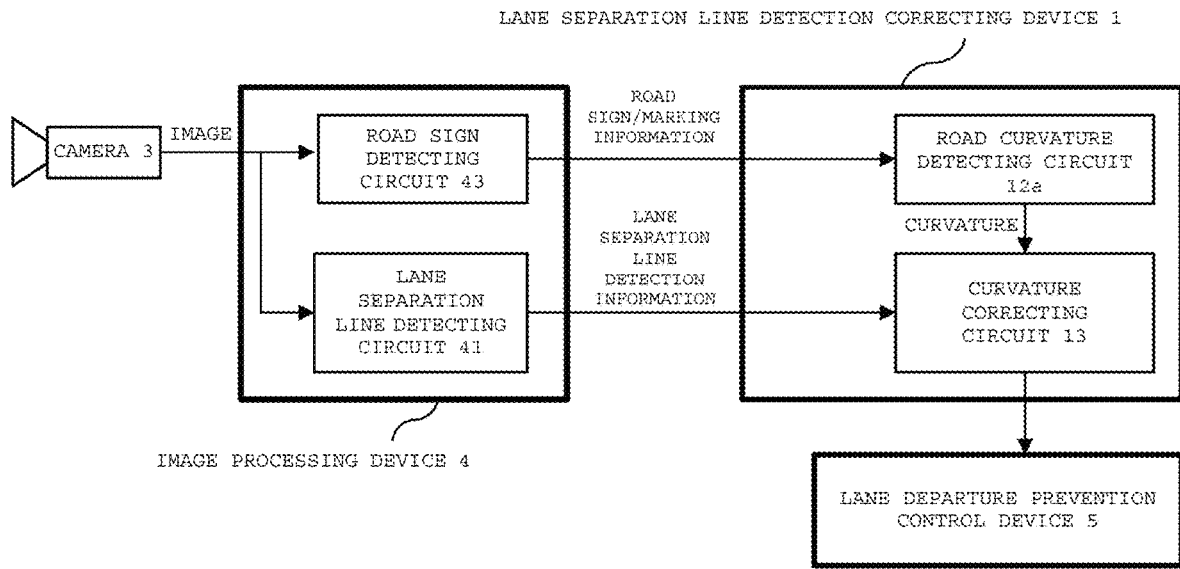 LANE SEPARATION LINE DETECTION CORRECTING DEVICE 1
CAMERA 3
IMAGE
ROAD SIGN
DETECTING
CIRCUIT 43
ROAD
SIGN/MARKING
INFORMATION
ROAD CURVATURE
DETECTING CIRCUIT
12a
CURVATURE
LANE
SEPARATION
LINE DETECTING
CIRCUIT 41
LANE
SEPARATION
LINE
DETECTION
INFORMATION
CURVATURE
CORRECTING
CIRCUIT 13
IMAGE PROCESSING DEVICE 4
LANE DEPARTURE PREVENTION
CONTROL DEVICE 5